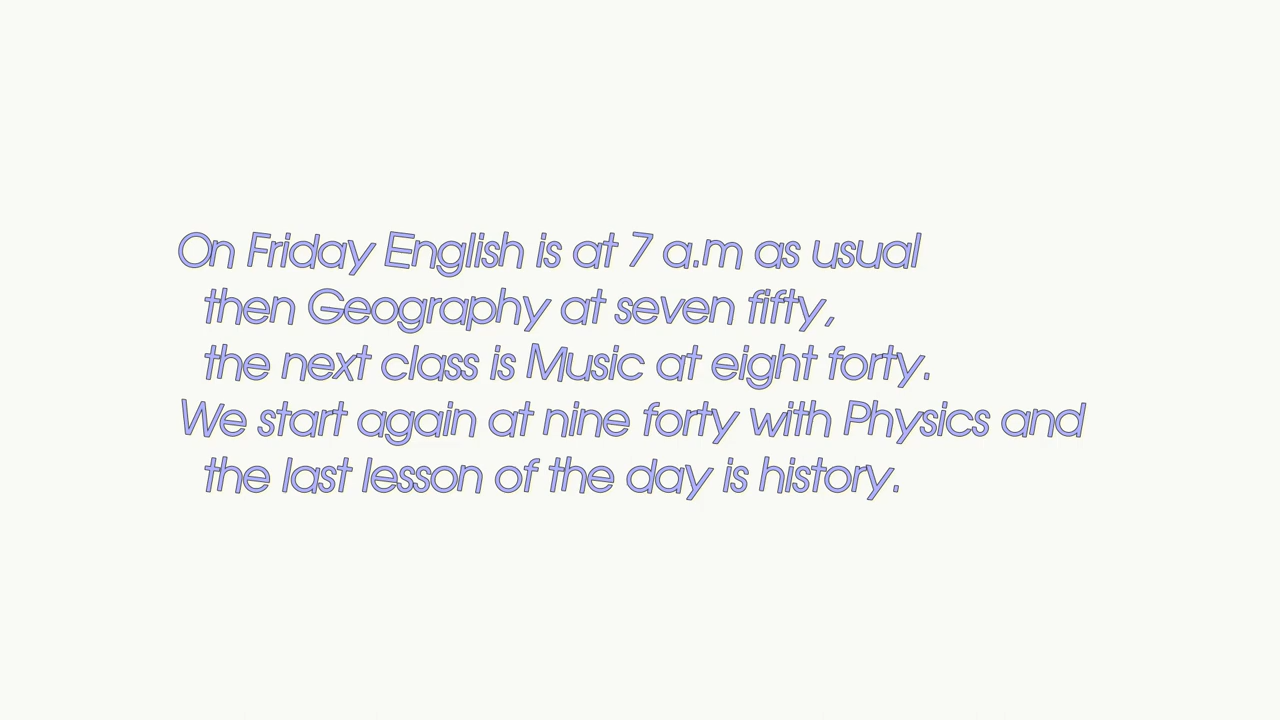 On Friday English is at 7 a.m as usual
then Geography at seven fifty,
the next class is Music at eight forty.
We start again at nine forty with Physics and
the last lesson of the day is history.